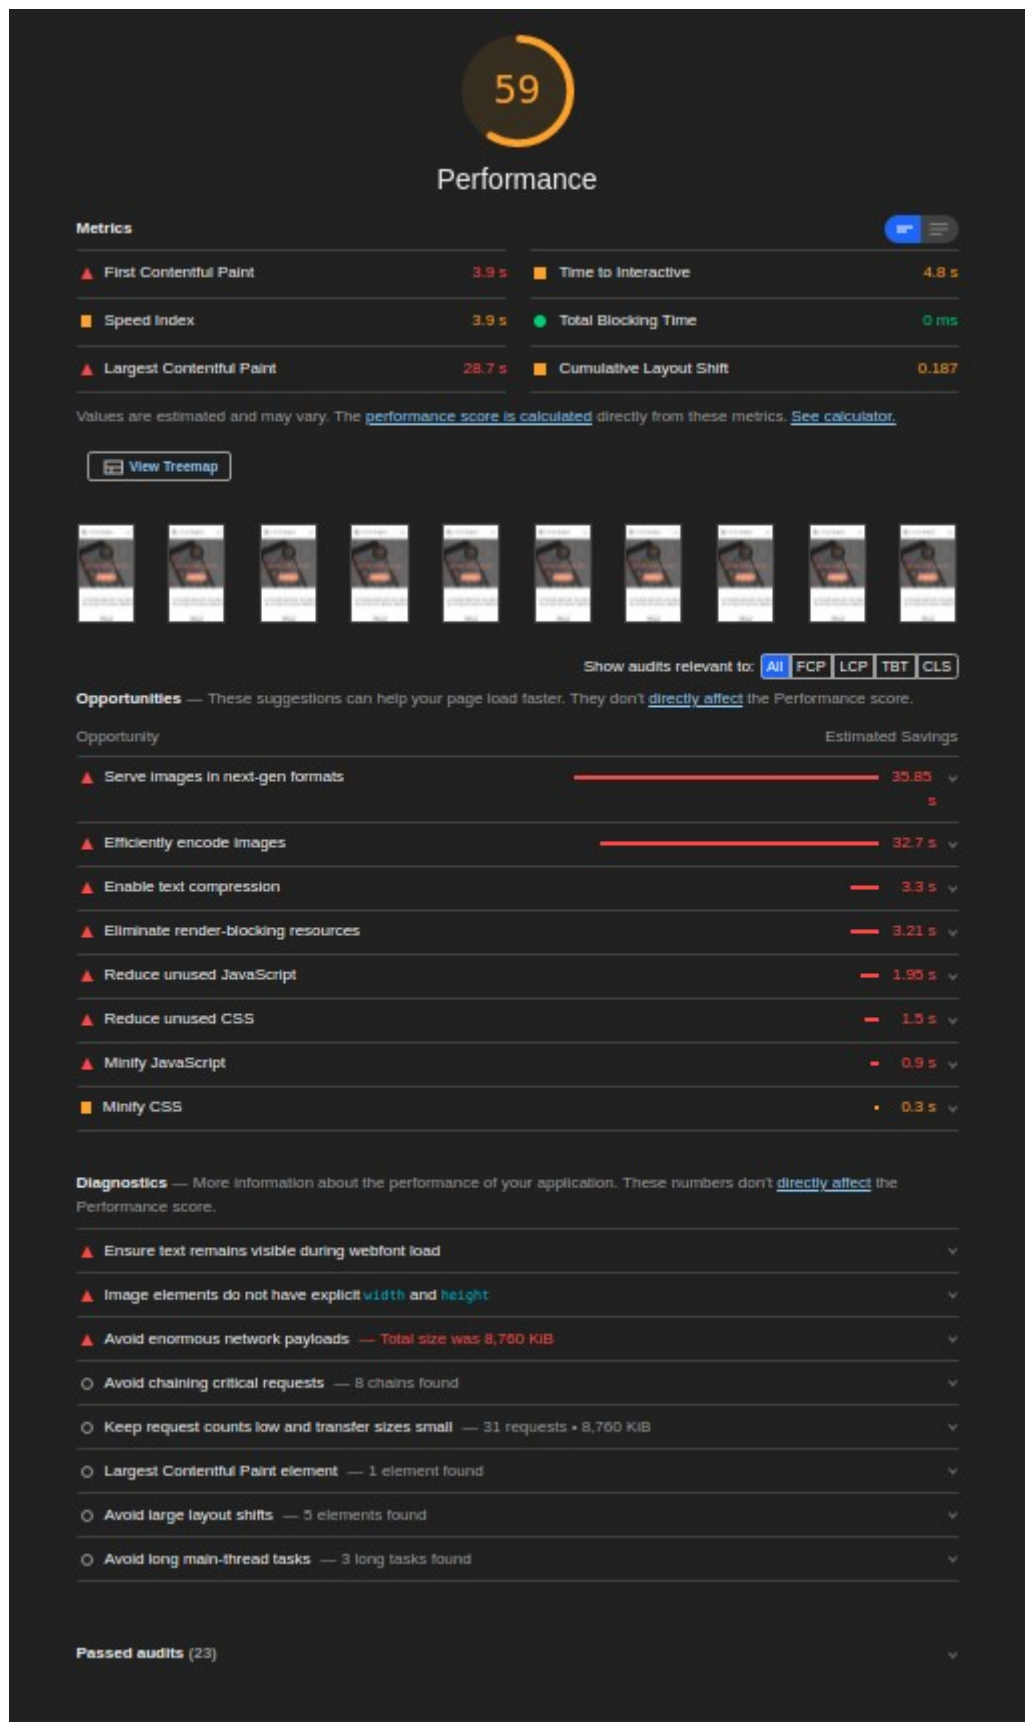 59
Performance
Metrics
First Contentful Paint 3.9 s
Time to Interactive 4.8 s
Speed Index 3.9 s
Total Blocking Time 0 ms
Largest Contentful Paint 28.7 s
Cumulative Layout Shift 0.187
Values are estimated and may vary. The performance score is calculated directly from these metrics. See calculator.
View Treemap
Show audits relevant to: All FCP LCP TBT CLS
Opportunities — These suggestions can help your page load faster. They don't directly affect the Performance score.
Opportunity Estimated Savings
Serve images in next-gen formats 35.85 s
Efficiently encode images 32.7 s
Enable text compression 3.3 s
Eliminate render-blocking resources 3.21 s
Reduce unused JavaScript 1.95 s
Reduce unused CSS 1.5 s
Minify JavaScript 0.9 s
Minify CSS 0.3 s
Diagnostics — More information about the performance of your application. These numbers don't directly affect the
Performance score.
Ensure text remains visible during webfont load
Image elements do not have explicit width and height
Avoid enormous network payloads — Total size was 8,760 KiB
Avoid chaining critical requests — 8 chains found
Keep request counts low and transfer sizes small — 31 requests • 8,760 KiB
Largest Contentful Paint element — 1 element found
Avoid large layout shifts — 5 elements found
Avoid long main-thread tasks — 3 long tasks found
Passed audits (23)